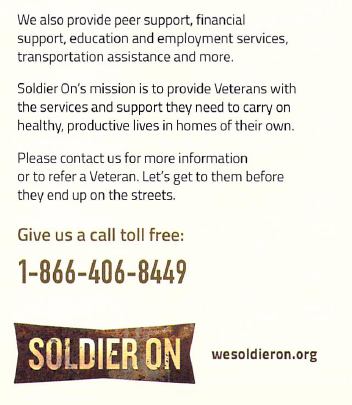 We also provide peer support, financial
support, education and employment services,
transportation assistance and more.
Soldier On's mission is to provide Veterans with
the services and support they need to carry on
healthy, productive lives in homes of their own.
Please contact us for more information
or to refer a Veteran. Let's get to them before
they end up on the streets.
Give us a call toll free:
1-866-406-8449
SOLDIER ON
wesoldieron.org